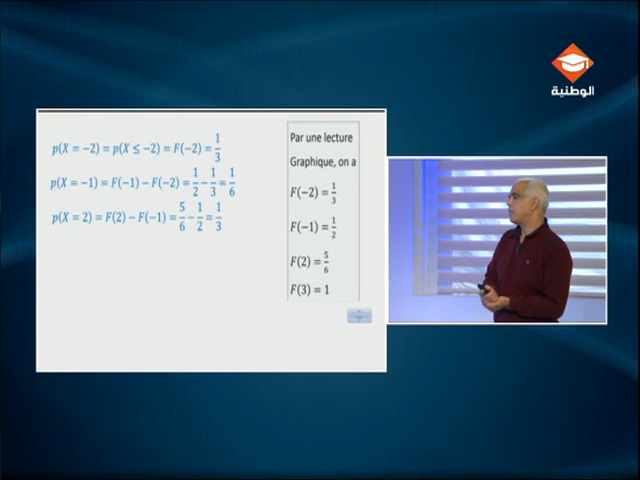 الوطنية
p(X = −2) = p(X ≤ −2) = F(−2) = 1/3
p(X = −1) = F(−1) − F(−2) = 1/2 − 1/3 = 1/6
p(X = 2) = F(2) − F(−1) = 5/6 − 1/2 = 1/3
Par une lecture
Graphique, on a
F(−2) = 1/3
F(−1) = 1/2
F(2) = 5/6
F(3) = 1